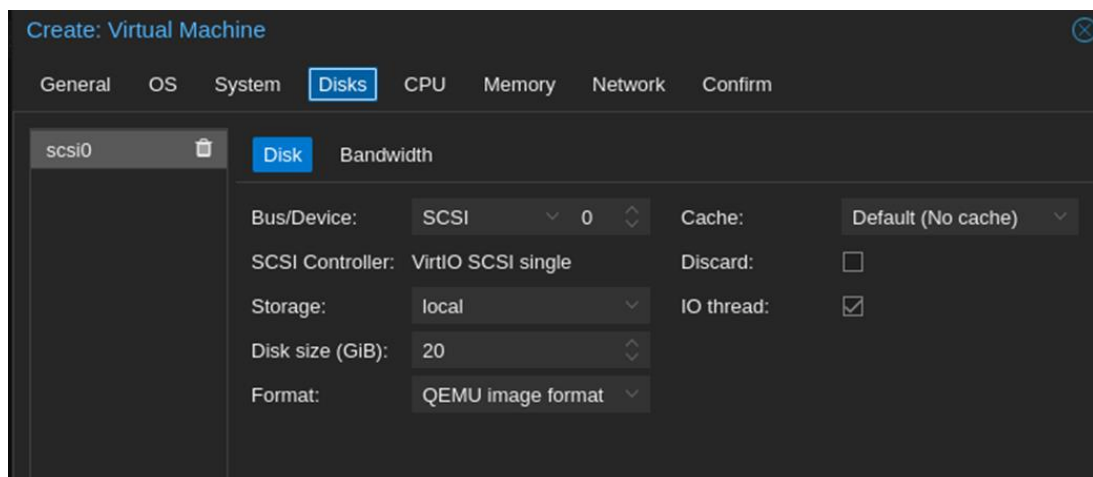 Create: Virtual Machine
General OS System Disks CPU Memory Network Confirm
scsi0
Disk Bandwidth
Bus/Device: SCSI 0 Cache: Default (No cache)
SCSI Controller: VirtIO SCSI single Discard:
Storage: local IO thread:
Disk size (GiB): 20
Format: QEMU image format